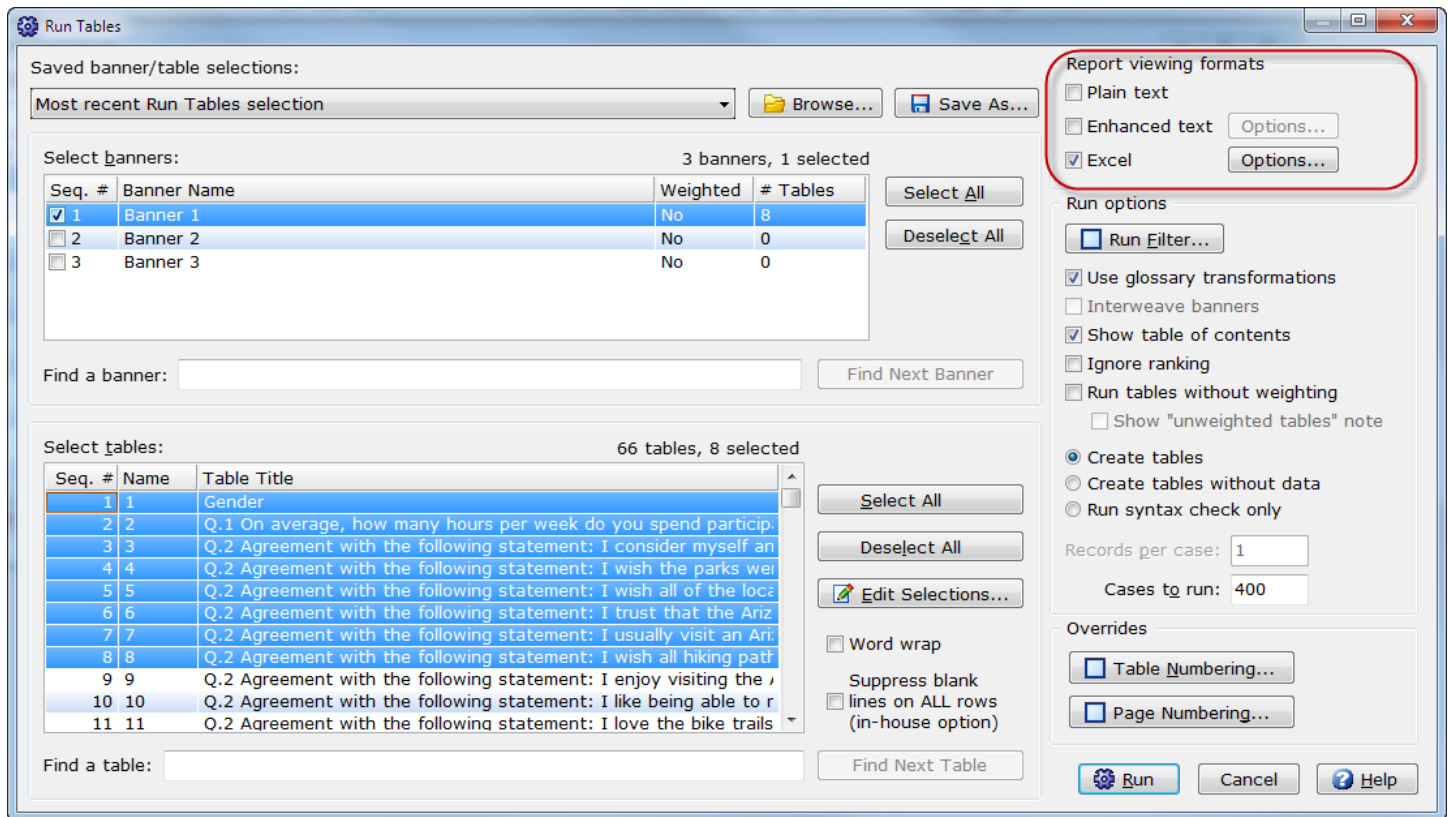 Run Tables
Saved banner/table selections:
Most recent Run Tables selection
Browse...
Save As...
Select banners:
3 banners, 1 selected
Seq. # Banner Name Weighted # Tables
1 Banner 1 No 8
2 Banner 2 No 0
3 Banner 3 No 0
Select All
Deselect All
Find a banner:
Find Next Banner
Select tables:
66 tables, 8 selected
Seq. # Name Table Title
1 1 Gender
2 2 Q.1 On average, how many hours per week do you spend particip
3 3 Q.2 Agreement with the following statement: I consider myself an
4 4 Q.2 Agreement with the following statement: I wish the parks wer
5 5 Q.2 Agreement with the following statement: I wish all of the loca
6 6 Q.2 Agreement with the following statement: I trust that the Ariz
7 7 Q.2 Agreement with the following statement: I usually visit an Ari
8 8 Q.2 Agreement with the following statement: I wish all hiking path
9 9 Q.2 Agreement with the following statement: I enjoy visiting the
10 10 Q.2 Agreement with the following statement: I like being able to r
11 11 Q.2 Agreement with the following statement: I love the bike trails
Select All
Deselect All
Edit Selections...
Word wrap
Suppress blank
lines on ALL rows
(in-house option)
Find a table:
Find Next Table
Report viewing formats
Plain text
Enhanced text Options...
Excel Options...
Run options
Run Filter...
Use glossary transformations
Interweave banners
Show table of contents
Ignore ranking
Run tables without weighting
Show "unweighted tables" note
Create tables
Create tables without data
Run syntax check only
Records per case: 1
Cases to run: 400
Overrides
Table Numbering...
Page Numbering...
Run
Cancel
Help